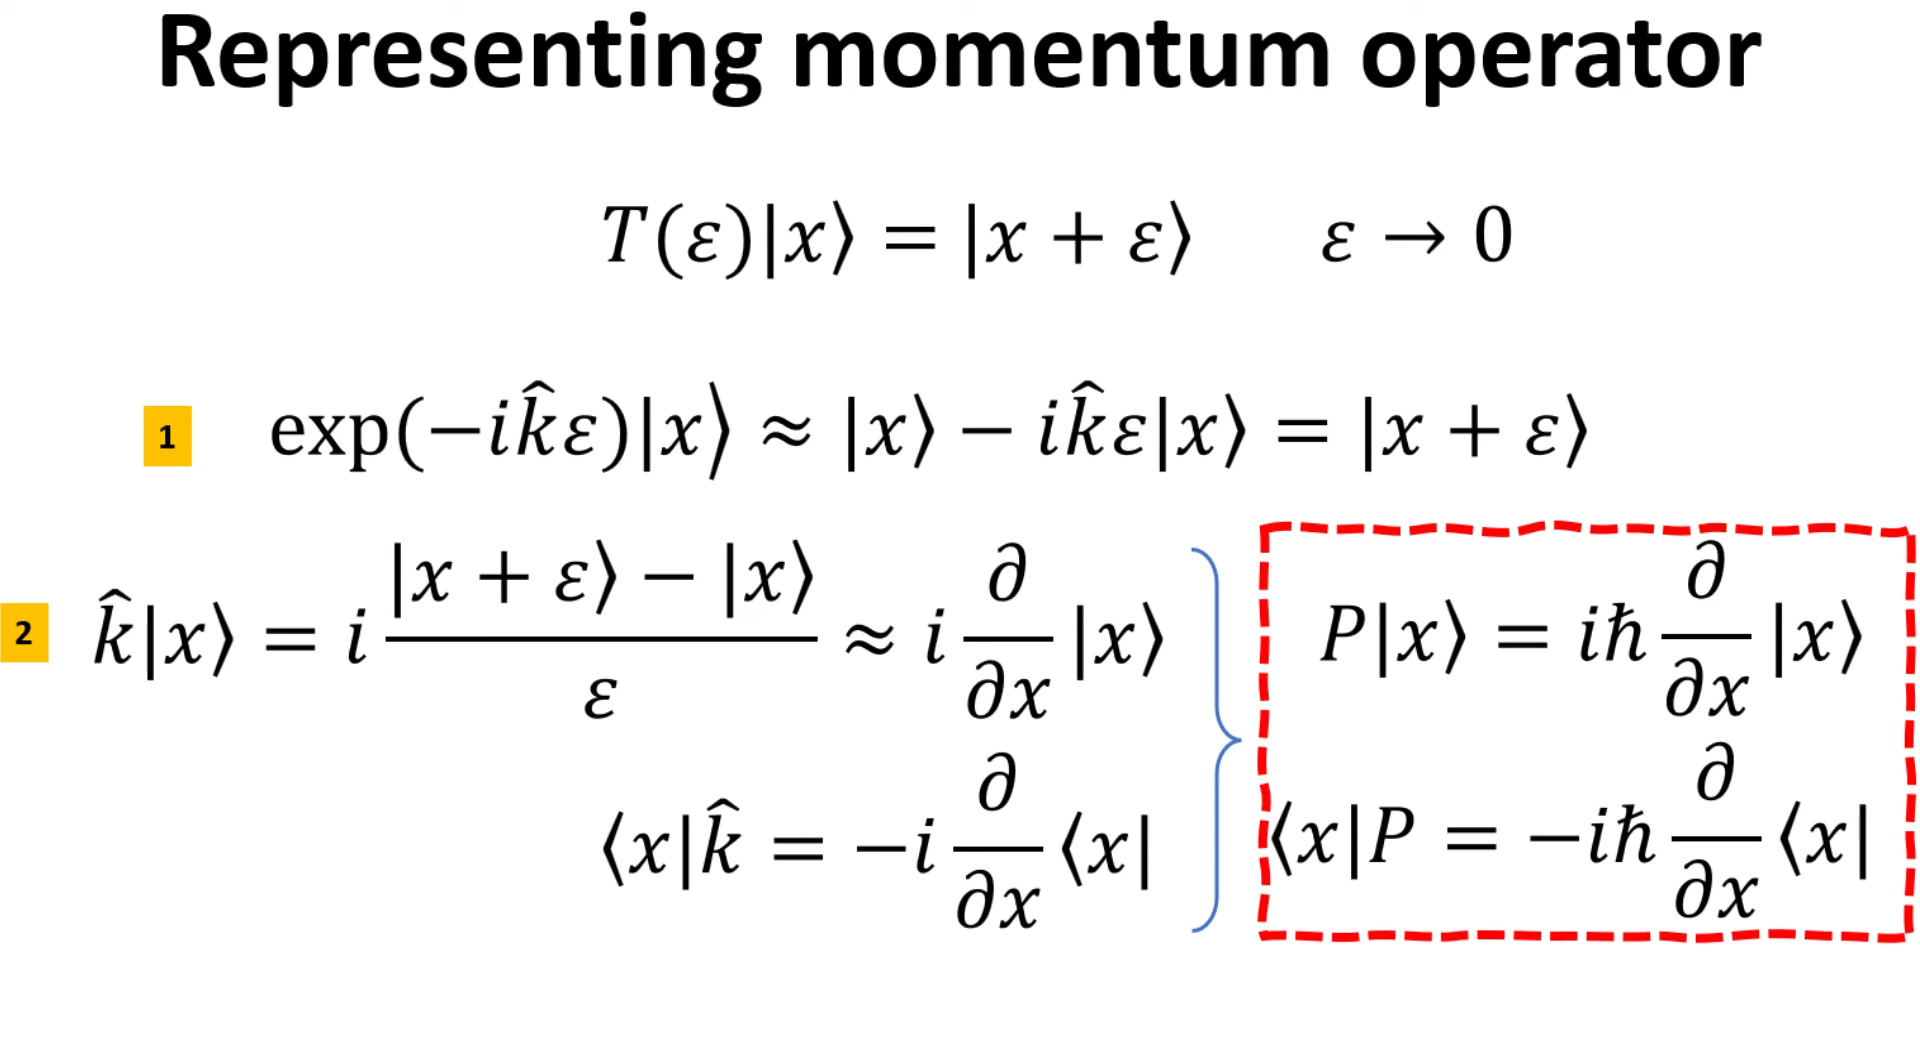 Representing momentum operator
T(ε)|x⟩ = |x + ε⟩ ε → 0
1 exp(−ik̂ε)|x⟩ ≈ |x⟩ − ik̂ε|x⟩ = |x + ε⟩
2 k̂|x⟩ = i (|x + ε⟩ − |x⟩)/ε ≈ i ∂/∂x |x⟩ P|x⟩ = iħ ∂/∂x |x⟩
⟨x|k̂ = −i ∂/∂x ⟨x| ⟨x|P = −iħ ∂/∂x ⟨x|